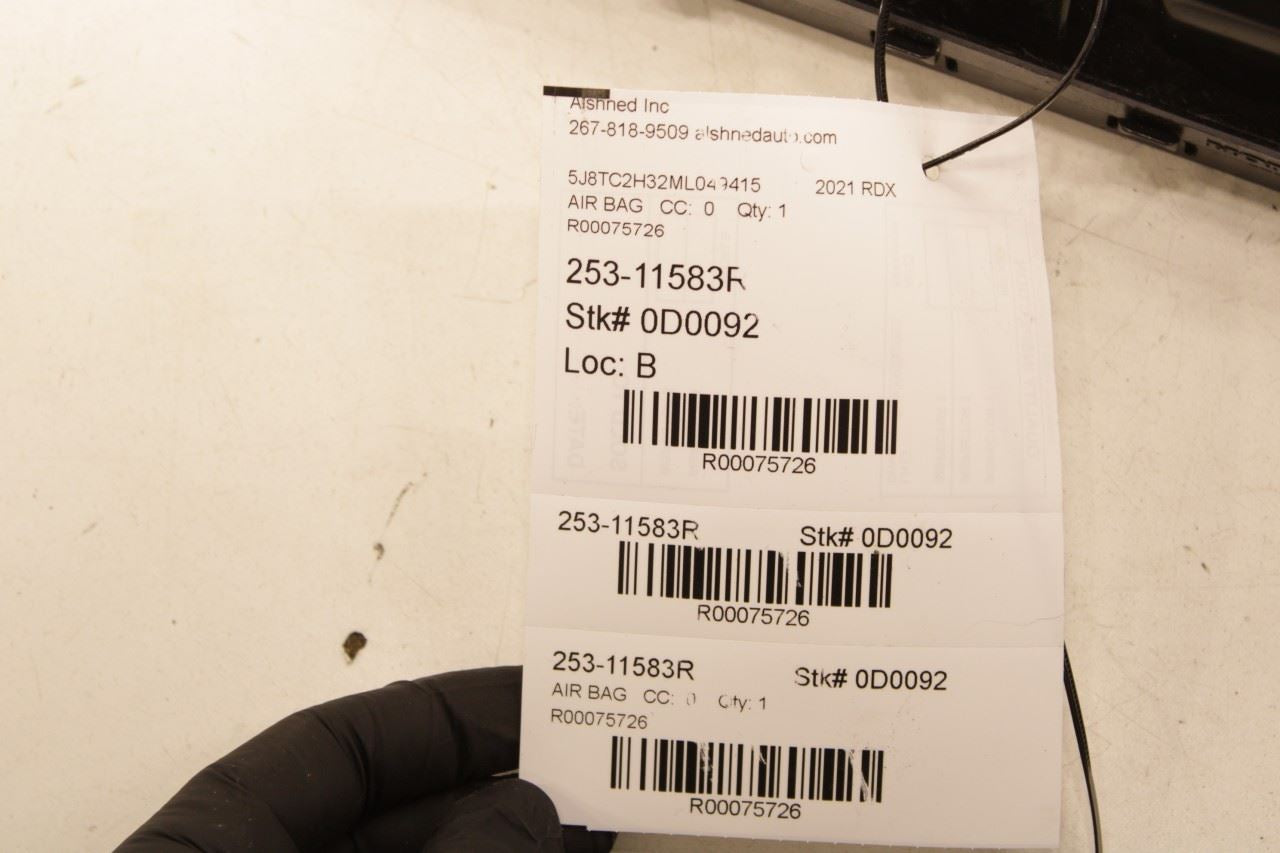 Alshned Inc
267-818-9509 alshnedauto.com
5J8TC2H32ML049415 2021 RDX
AIR BAG CC: 0 Qty: 1
R00075726
253-11583R
Stk# 0D0092
Loc: B
R00075726
253-11583R Stk# 0D0092
R00075726
253-11583R Stk# 0D0092
AIR BAG CC: 0 Qty: 1
R00075726
R00075726